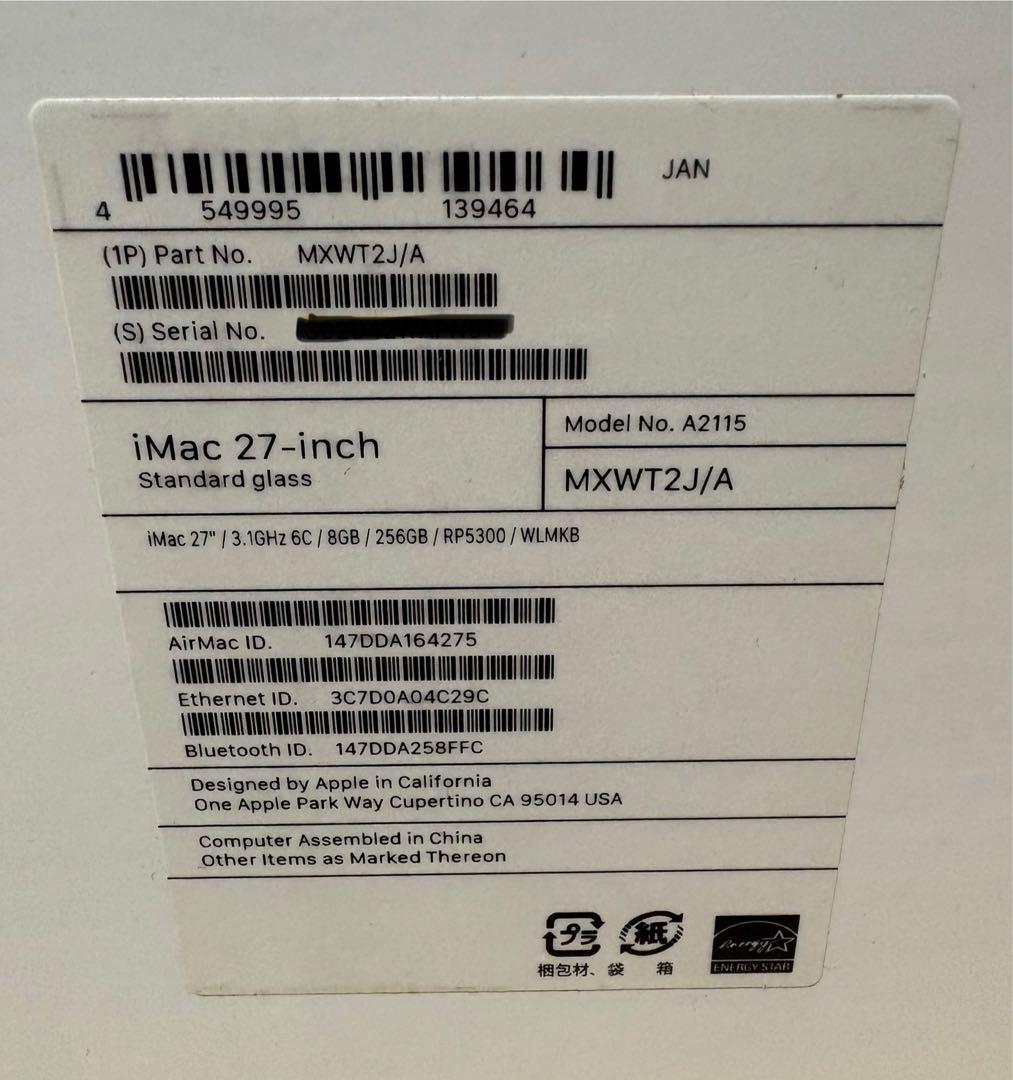 JAN
4 549995 139464
(1P) Part No. MXWT2J/A
(S) Serial No.
iMac 27-inch
Standard glass
Model No. A2115
MXWT2J/A
iMac 27" / 3.1GHz 6C / 8GB / 256GB / RP5300 / WLMKB
AirMac ID. 147DDA164275
Ethernet ID. 3C7D0A04C29C
Bluetooth ID. 147DDA258FFC
Designed by Apple in California
One Apple Park Way Cupertino CA 95014 USA
Computer Assembled in China
Other Items as Marked Thereon
プラ 紙
梱包材、袋 箱
energy
ENERGY STAR